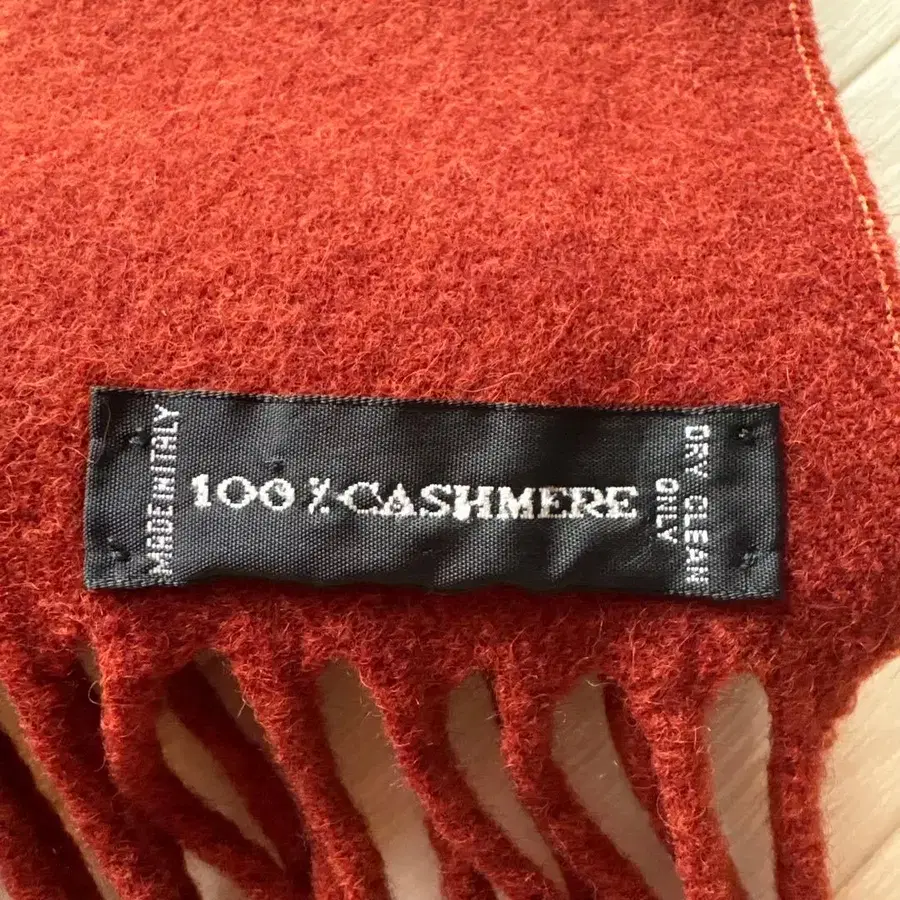 MADE IN ITALY
100% CASHMERE
DRY CLEAN
ONLY